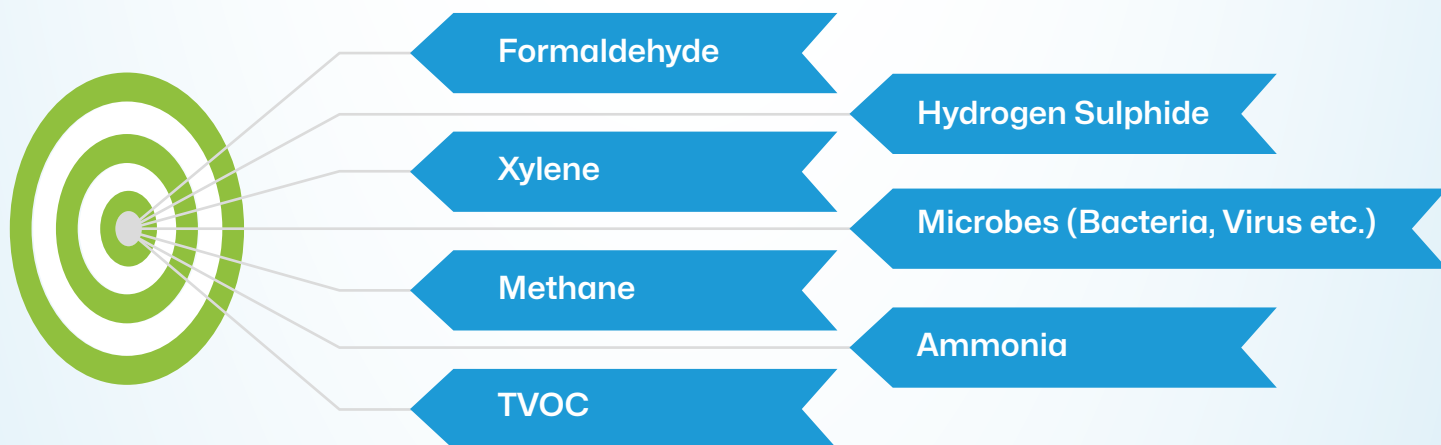 Formaldehyde
Hydrogen Sulphide
Xylene
Microbes (Bacteria, Virus etc.)
Methane
Ammonia
TVOC